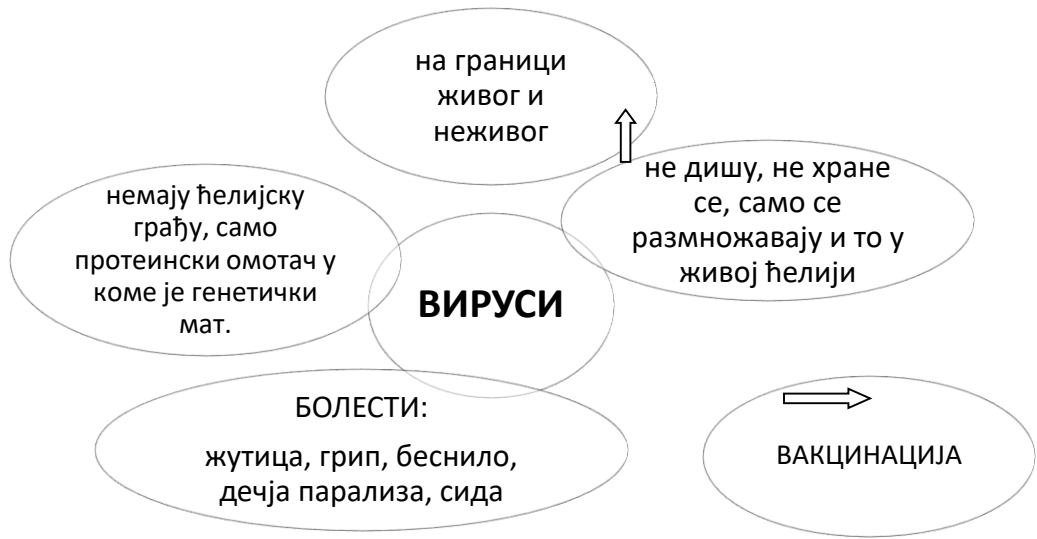 на граници
живог и
неживог
не дишу, не хране
се, само се
размножавају и то у
живој ћелији
немају ћелијску
грађу, само
протеински омотач у
коме је генетички
мат.
ВИРУСИ
БОЛЕСТИ:
жутица, грип, беснило,
дечја парализа, сида
ВАКЦИНАЦИЈА